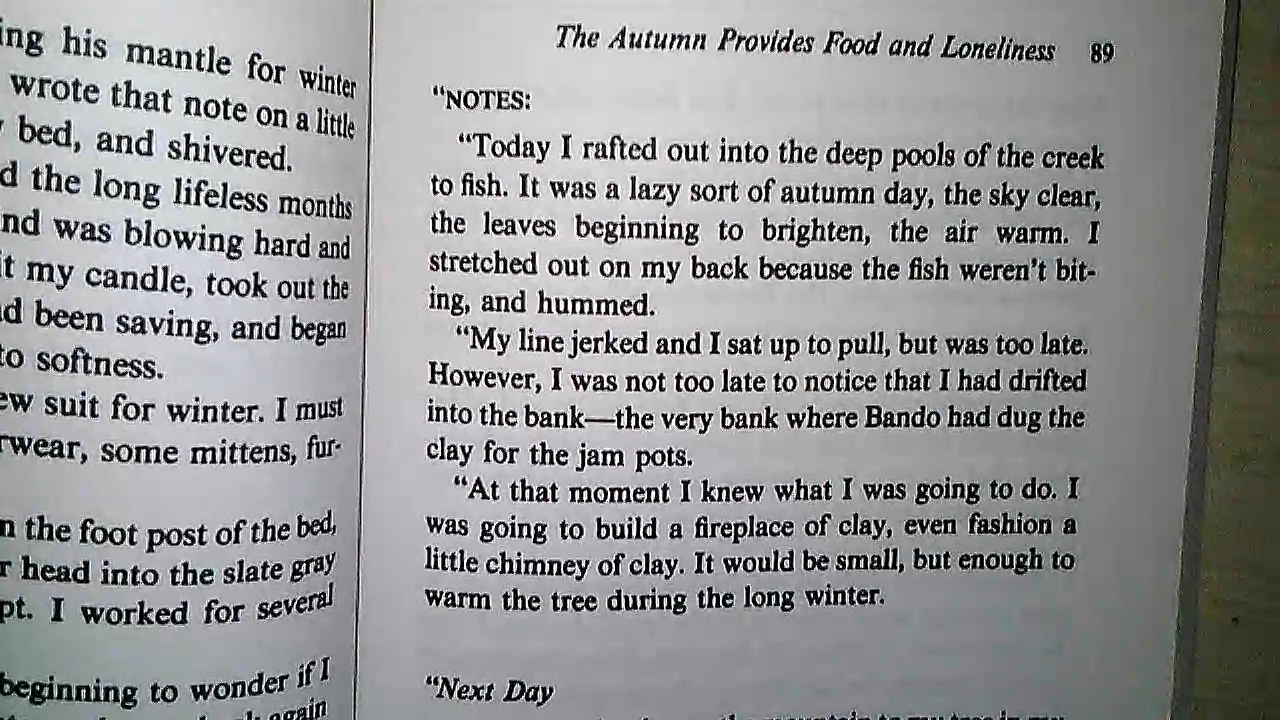 ing his mantle for winter
wrote that note on a little
bed, and shivered.
d the long lifeless months
nd was blowing hard and
it my candle, took out the
d been saving, and began
to softness.
ew suit for winter. I must
rwear, some mittens, fur-
n the foot post of the bed,
r head into the slate gray
pt. I worked for several
beginning to wonder if I
again
The Autumn Provides Food and Loneliness 89
“NOTES:
“Today I rafted out into the deep pools of the creek
to fish. It was a lazy sort of autumn day, the sky clear,
the leaves beginning to brighten, the air warm. I
stretched out on my back because the fish weren’t bit-
ing, and hummed.
“My line jerked and I sat up to pull, but was too late.
However, I was not too late to notice that I had drifted
into the bank—the very bank where Bando had dug the
clay for the jam pots.
“At that moment I knew what I was going to do. I
was going to build a fireplace of clay, even fashion a
little chimney of clay. It would be small, but enough to
warm the tree during the long winter.
“Next Day